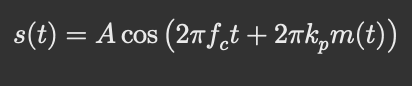 s(t) = A cos (2πf_c t + 2πk_p m(t))